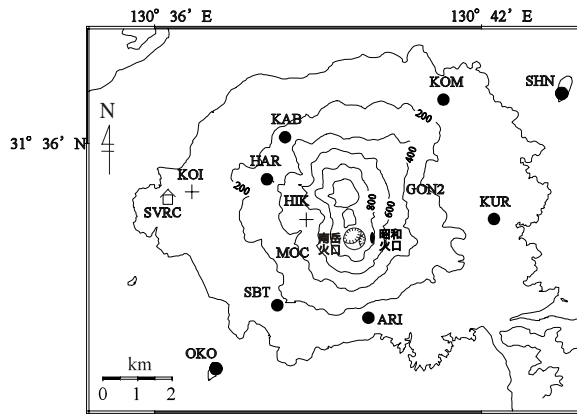 130° 36’ E
130° 42’ E
SHN
KOM
200
KAB
N
31° 36’ N
400
HAR
KOI
200
HIK
800
GON2
600
KUR
SVRC
南岳
火口
昭和
火口
MOC
SBT
ARI
OKO
km
0 1 2